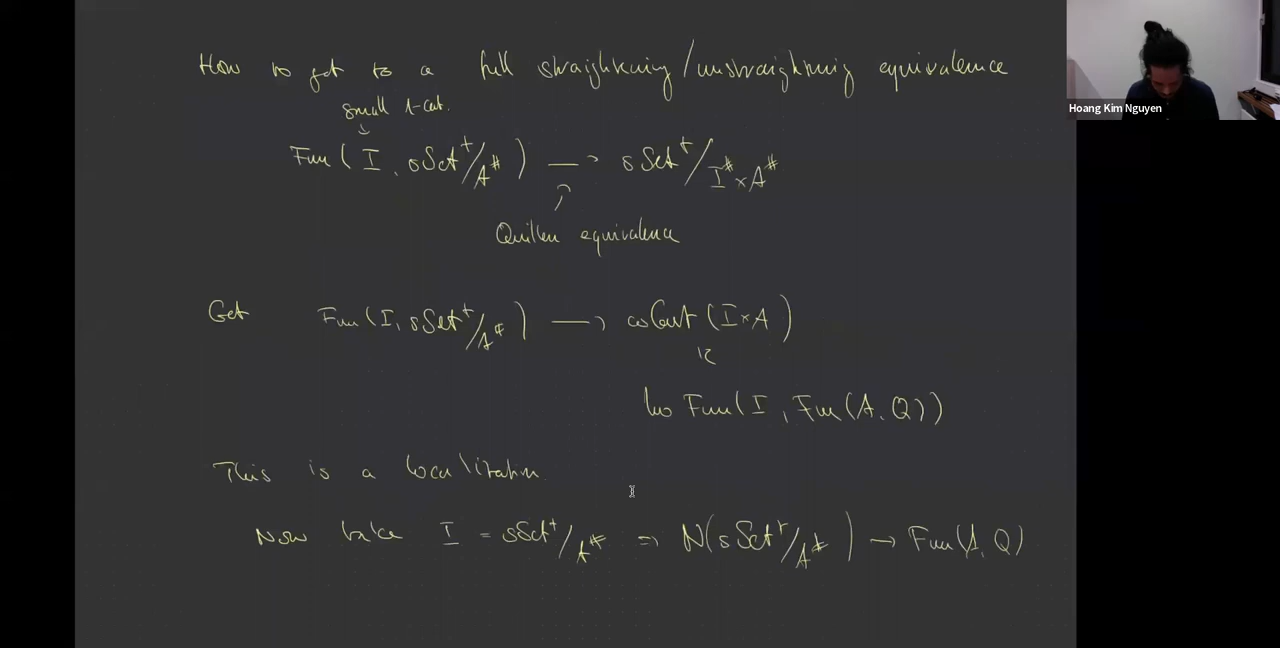 How to get to a full straightening/unstraightening equivalence
small 1-cat.
Fun(I, sSet⁺/A^#) → sSet⁺/I^# × A^#
Quillen equivalence
Get Fun(I, sSet⁺/A^#) → coCart(I×A)
ho Fun(I, Fun(A, Q))
This is a localization
Now take I = sSet⁺/A^# ⇒ N(sSet⁺/A^#) → Fun(A, Q)
Hoang Kim Nguyen